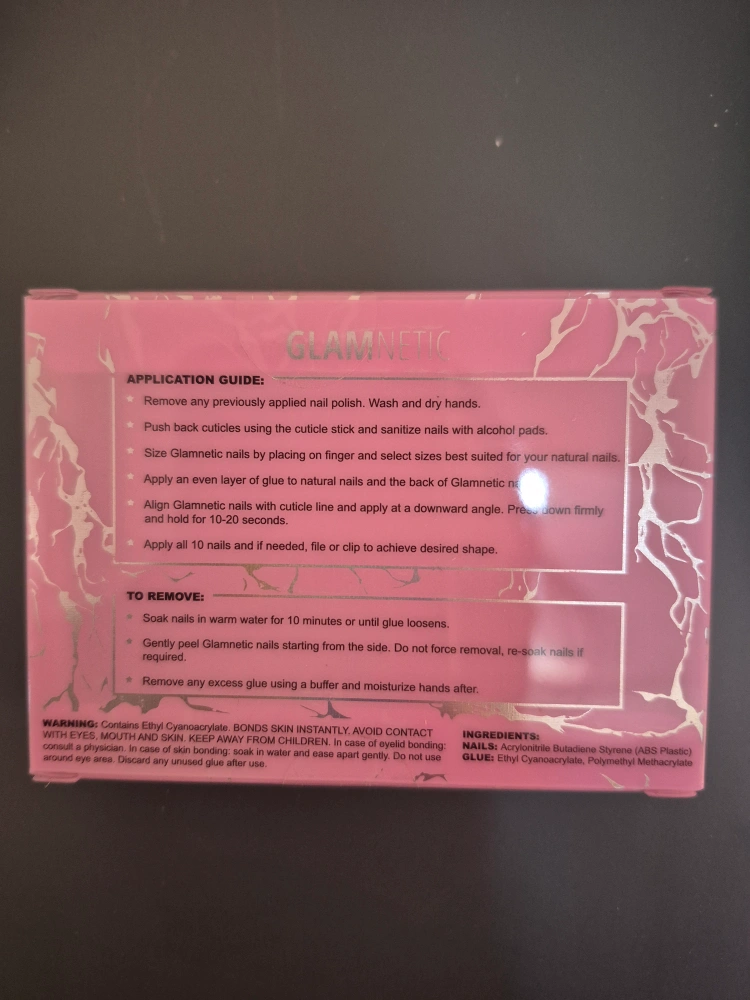 GLAMNETIC
APPLICATION GUIDE:
* Remove any previously applied nail polish. Wash and dry hands.
* Push back cuticles using the cuticle stick and sanitize nails with alcohol pads.
* Size Glamnetic nails by placing on finger and select sizes best suited for your natural nails.
* Apply an even layer of glue to natural nails and the back of Glamnetic
* Align Glamnetic nails with cuticle line and apply at a downward angle. Press down firmly
and hold for 10-20 seconds.
* Apply all 10 nails and if needed, file or clip to achieve desired shape.
TO REMOVE:
* Soak nails in warm water for 10 minutes or until glue loosens.
* Gently peel Glamnetic nails starting from the side. Do not force removal, re-soak nails if
required.
* Remove any excess glue using a buffer and moisturize hands after.
WARNING: Contains Ethyl Cyanoacrylate. BONDS SKIN INSTANTLY. AVOID CONTACT
WITH EYES, MOUTH AND SKIN. KEEP AWAY FROM CHILDREN. In case of eyelid bonding:
consult a physician. In case of skin bonding: soak in water and ease apart gently. Do not use
around eye area. Discard any unused glue after use.
INGREDIENTS:
NAILS: Acrylonitrile Butadiene Styrene (ABS Plastic)
GLUE: Ethyl Cyanoacrylate, Polymethyl Methacrylate